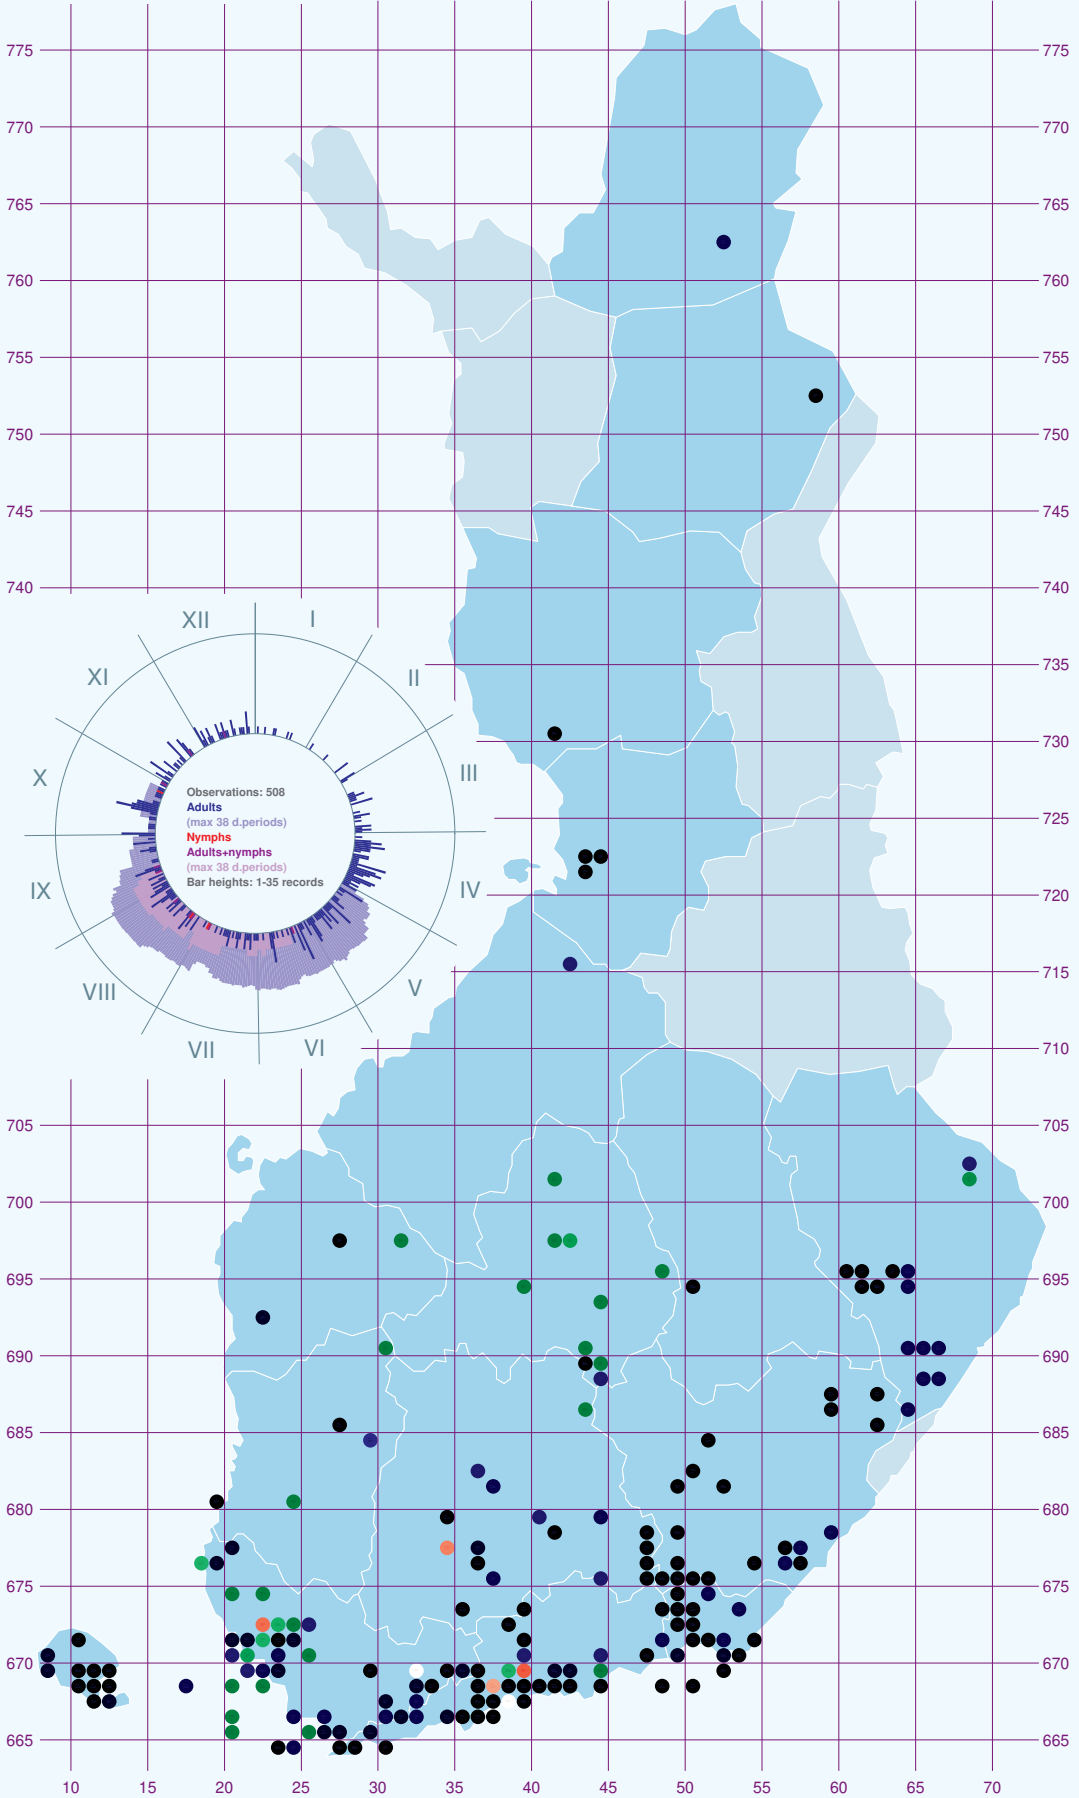 775 775
770 770
765 765
760 760
755 755
750 750
745 745
740 740
XII I
XI II
735 735
730 730
X III
725 725
Observations: 508
Adults
(max 38 d.periods)
Nymphs
Adults+nymphs
(max 38 d.periods)
Bar heights: 1-35 records
IX IV
720 720
VIII V
715 715
VII VI
710 710
705 705
700 700
695 695
690 690
685 685
680 680
675 675
670 670
665 665
10 15 20 25 30 35 40 45 50 55 60 65 70